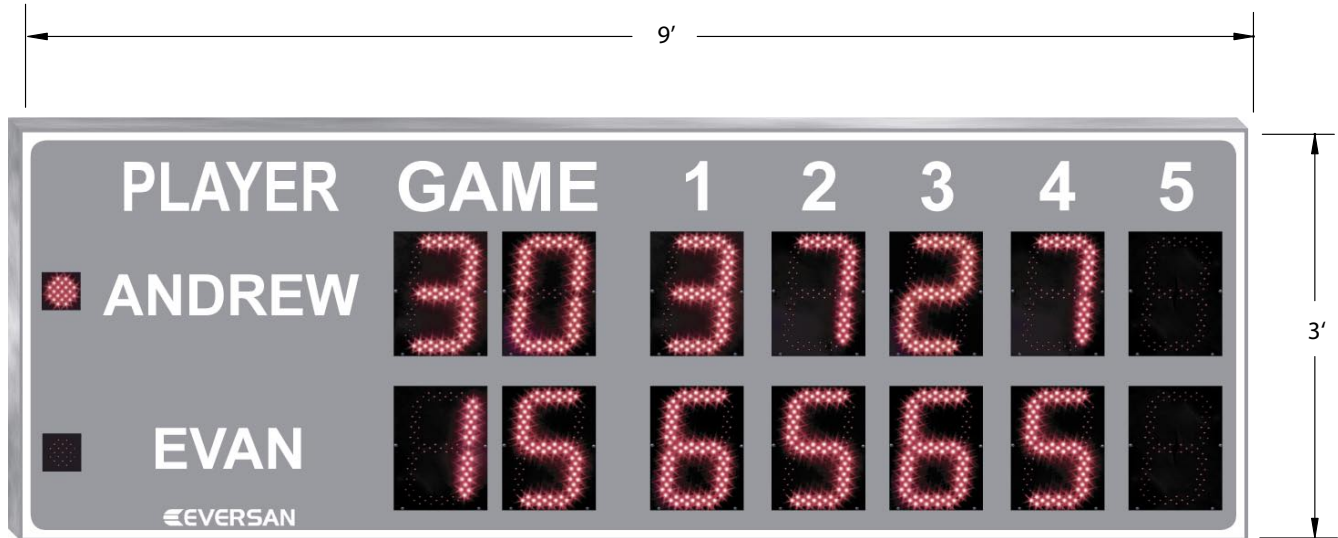 9′
PLAYER GAME 1 2 3 4 5
ANDREW 30 3 7 2 7
3‘
EVAN 15 6 5 6 5
EVERSAN